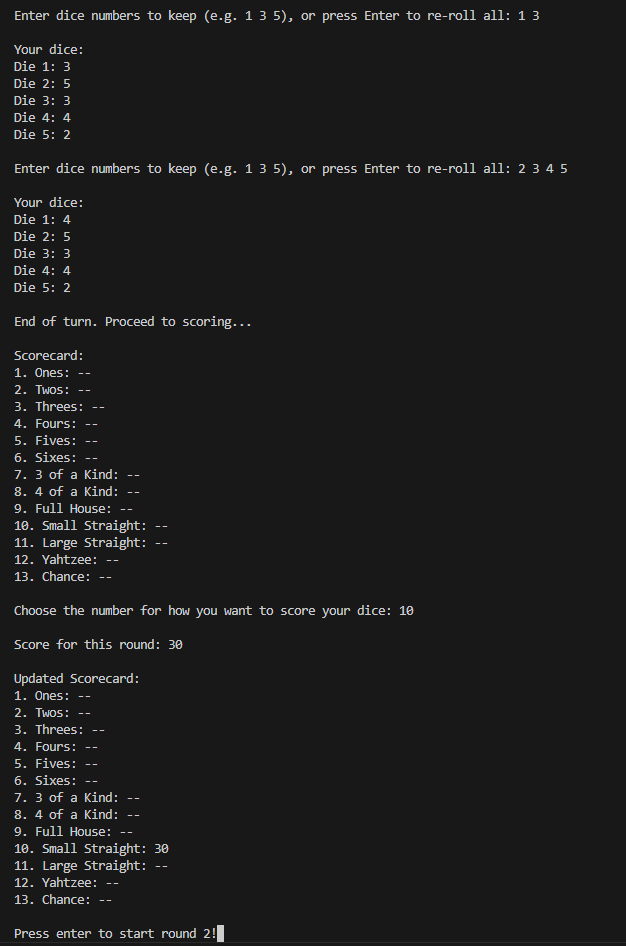 Enter dice numbers to keep (e.g. 1 3 5), or press Enter to re-roll all: 1 3
Your dice:
Die 1: 3
Die 2: 5
Die 3: 3
Die 4: 4
Die 5: 2
Enter dice numbers to keep (e.g. 1 3 5), or press Enter to re-roll all: 2 3 4 5
Your dice:
Die 1: 4
Die 2: 5
Die 3: 3
Die 4: 4
Die 5: 2
End of turn. Proceed to scoring...
Scorecard:
1. Ones: --
2. Twos: --
3. Threes: --
4. Fours: --
5. Fives: --
6. Sixes: --
7. 3 of a Kind: --
8. 4 of a Kind: --
9. Full House: --
10. Small Straight: --
11. Large Straight: --
12. Yahtzee: --
13. Chance: --
Choose the number for how you want to score your dice: 10
Score for this round: 30
Updated Scorecard:
1. Ones: --
2. Twos: --
3. Threes: --
4. Fours: --
5. Fives: --
6. Sixes: --
7. 3 of a Kind: --
8. 4 of a Kind: --
9. Full House: --
10. Small Straight: 30
11. Large Straight: --
12. Yahtzee: --
13. Chance: --
Press enter to start round 2!